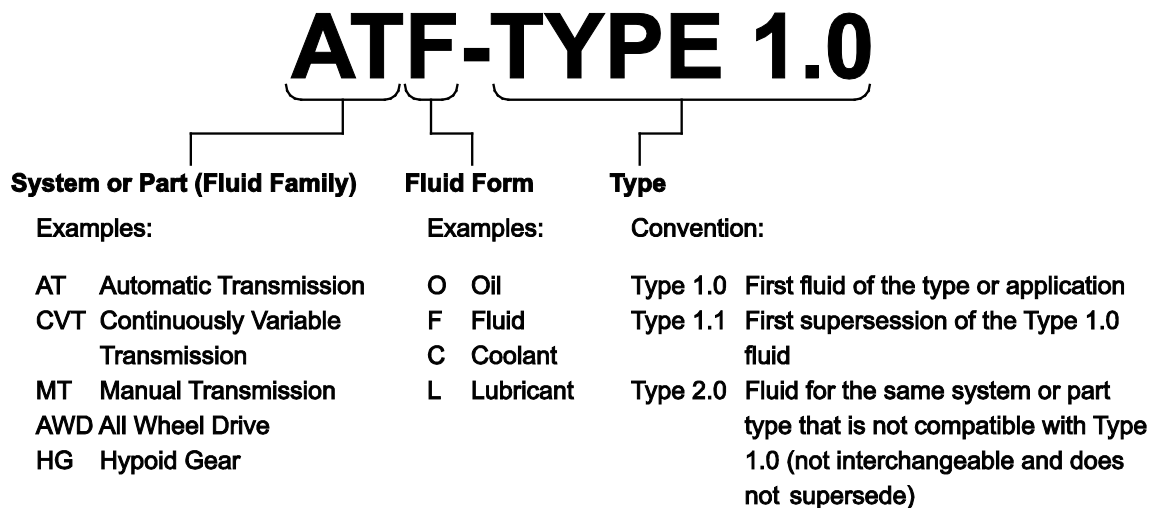 ATF-TYPE 1.0
System or Part (Fluid Family)
Examples:
AT Automatic Transmission
CVT Continuously Variable
Transmission
MT Manual Transmission
AWD All Wheel Drive
HG Hypoid Gear
Fluid Form
Examples:
O Oil
F Fluid
C Coolant
L Lubricant
Type
Convention:
Type 1.0 First fluid of the type or application
Type 1.1 First supersession of the Type 1.0
fluid
Type 2.0 Fluid for the same system or part
type that is not compatible with Type
1.0 (not interchangeable and does
not supersede)